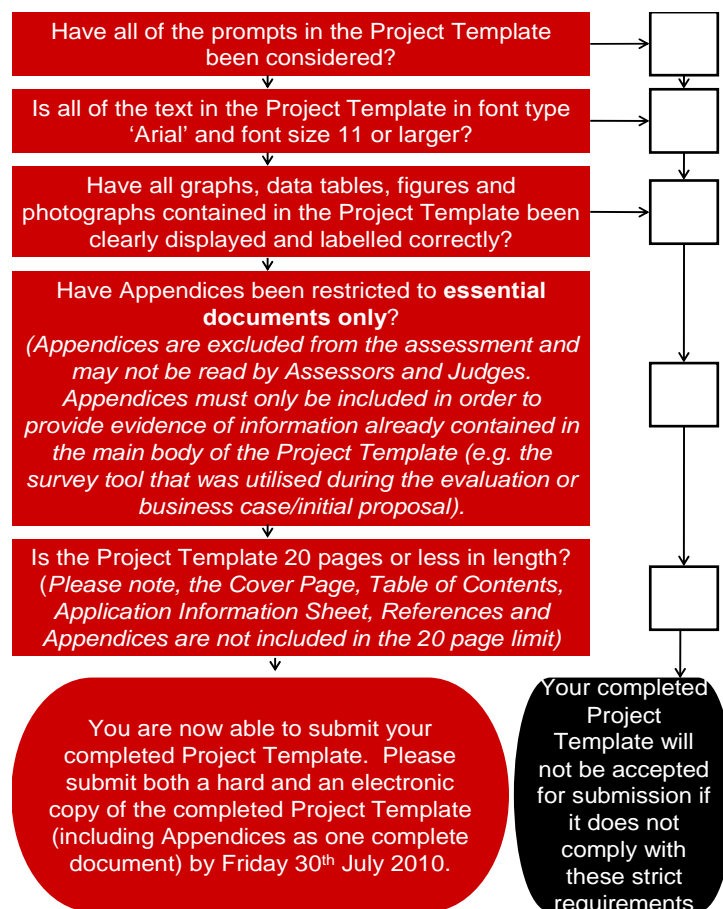 Have all of the prompts in the Project Template
been considered?
Is all of the text in the Project Template in font type
‘Arial’ and font size 11 or larger?
Have all graphs, data tables, figures and
photographs contained in the Project Template been
clearly displayed and labelled correctly?
Have Appendices been restricted to essential
documents only?
(Appendices are excluded from the assessment and
may not be read by Assessors and Judges.
Appendices must only be included in order to
provide evidence of information already contained in
the main body of the Project Template (e.g. the
survey tool that was utilised during the evaluation or
business case/initial proposal).
Is the Project Template 20 pages or less in length?
(Please note, the Cover Page, Table of Contents,
Application Information Sheet, References and
Appendices are not included in the 20 page limit)
You are now able to submit your
completed Project Template. Please
submit both a hard and an electronic
copy of the completed Project Template
(including Appendices as one complete
document) by Friday 30th July 2010.
Your completed
Project
Template will
not be accepted
for submission if
it does not
comply with
these strict
requirements